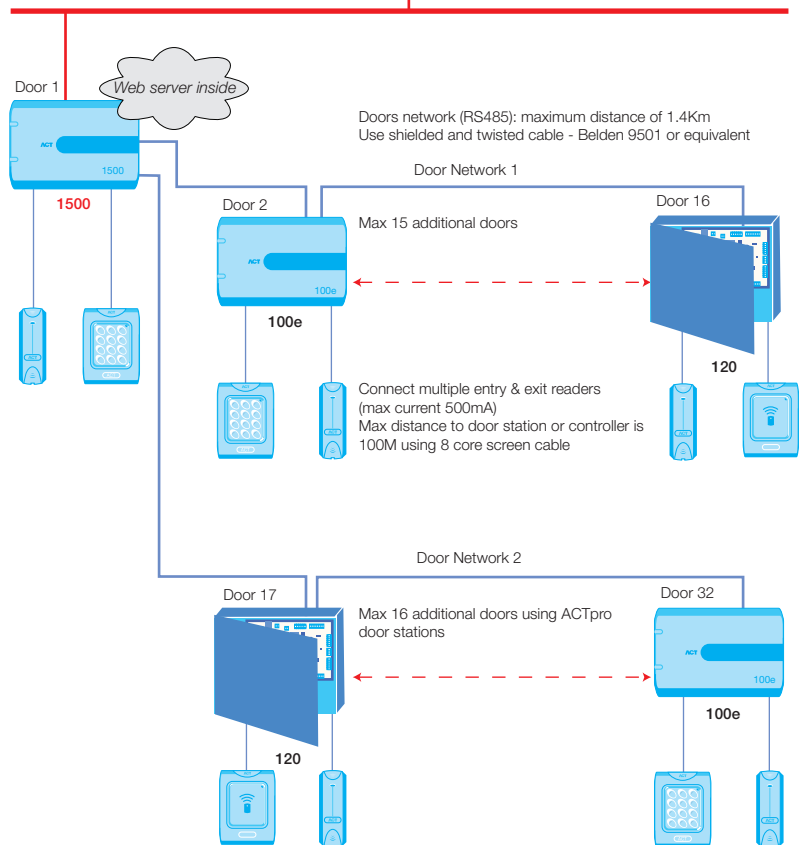 Door 1
Web server inside
ACT
1500
1500
Doors network (RS485): maximum distance of 1.4Km
Use shielded and twisted cable - Belden 9501 or equivalent
Door Network 1
Door 2
Max 15 additional doors
Door 16
ACT
100e
100e
120
Connect multiple entry & exit readers
(max current 500mA)
Max distance to door station or controller is
100M using 8 core screen cable
Door Network 2
Door 17
Max 16 additional doors using ACTpro
door stations
Door 32
ACT
100e
100e
120